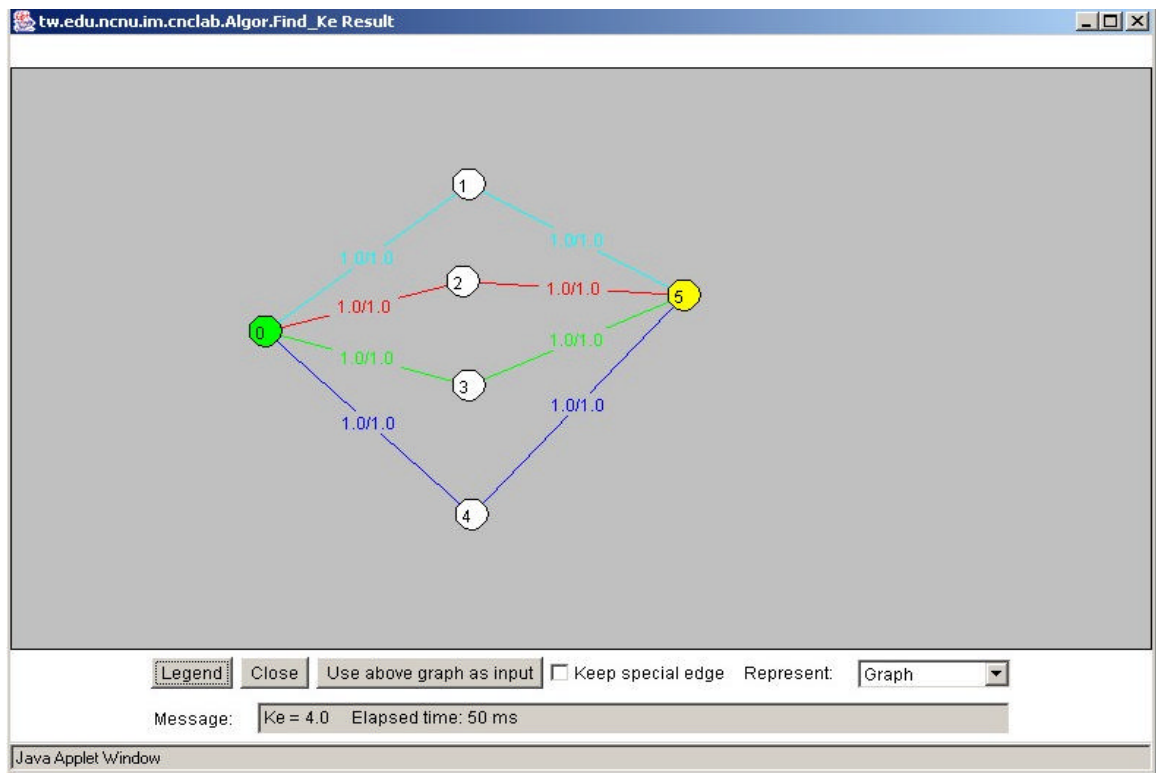 tw.edu.ncnu.im.cnclab.Algor.Find_Ke Result
1
1.0/1.0 1.0/1.0
2
1.0/1.0 1.0/1.0
5
0
1.0/1.0 1.0/1.0
3
1.0/1.0 1.0/1.0
4
Legend Close Use above graph as input Keep special edge Represent: Graph
Message: Ke = 4.0 Elapsed time: 50 ms
Java Applet Window